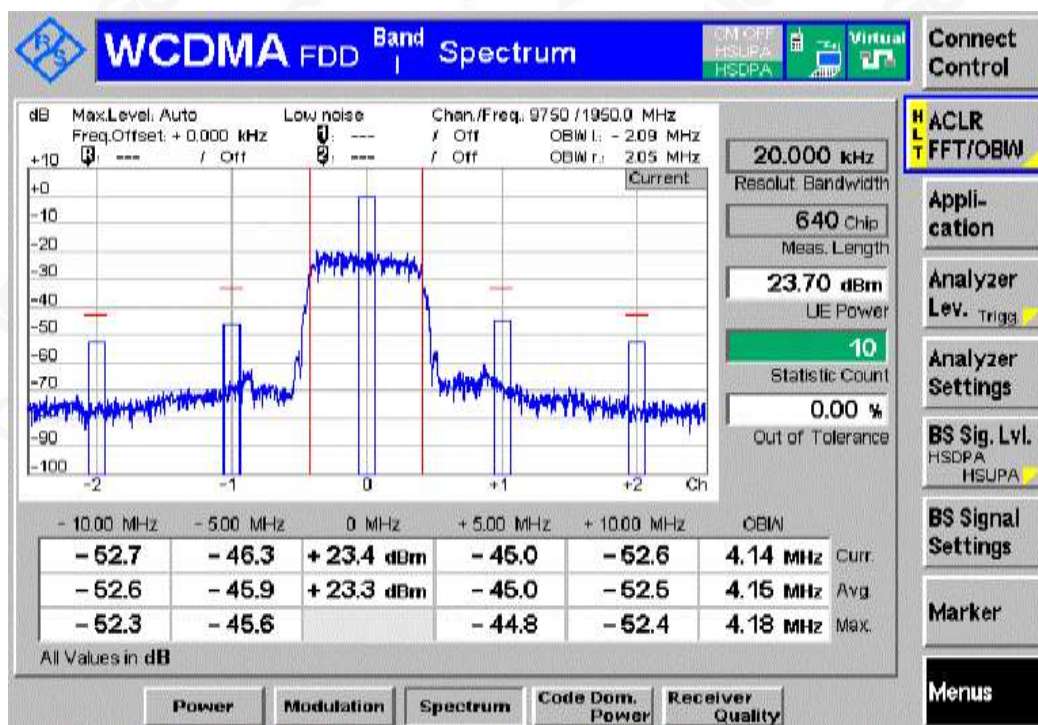 R S
WCDMA FDD Band I Spectrum
CM OFF
HSUPA
HSDPA
Virtual
Connect Control
dB Max.Level: Auto Low noise Chan./Freq.: 9750 /1950.0 MHz
Freq.Offset: + 0.000 kHz 1: --- / Off OBW l.: - 2.09 MHz
+10 R: --- / Off 2: --- / Off OBW r.: 2.05 MHz
Current
+0
-10
-20
-30
-40
-50
-60
-70
-80
-90
-100
-2 -1 0 +1 +2 Ch
20.000 kHz
Resolut. Bandwidth
640 Chip
Meas. Length
23.70 dBm
UE Power
10
Statistic Count
0.00 %
Out of Tolerance
- 10.00 MHz - 5.00 MHz 0 MHz + 5.00 MHz + 10.00 MHz OBW
- 52.7 - 46.3 + 23.4 dBm - 45.0 - 52.6 4.14 MHz Curr.
- 52.6 - 45.9 + 23.3 dBm - 45.0 - 52.5 4.15 MHz Avg.
- 52.3 - 45.6 - 44.8 - 52.4 4.18 MHz Max.
All Values in dB
HLT
ACLR
FFT/OBW
Appli-
cation
Analyzer
Lev. Trigg.
Analyzer
Settings
BS Sig. Lvl.
HSDPA
HSUPA
BS Signal
Settings
Marker
Menus
Power
Modulation
Spectrum
Code Dom.
Power
Receiver
Quality